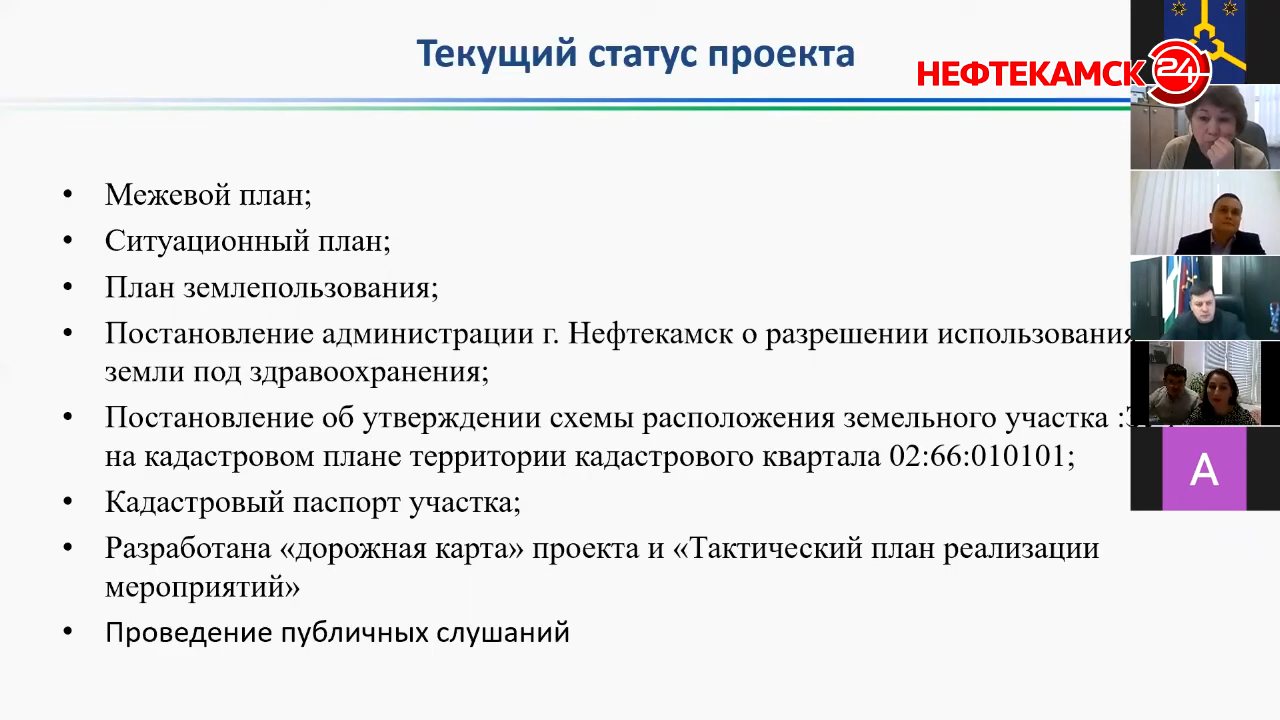 Текущий статус проекта
НЕФТЕКАМСК 24
• Межевой план;
• Ситуационный план;
• План землепользования;
• Постановление администрации г. Нефтекамск о разрешении использования
земли под здравоохранения;
• Постановление об утверждении схемы расположения земельного участка
на кадастровом плане территории кадастрового квартала 02:66:010101;
• Кадастровый паспорт участка;
• Разработана «дорожная карта» проекта и «Тактический план реализации
мероприятий»
• Проведение публичных слушаний
А